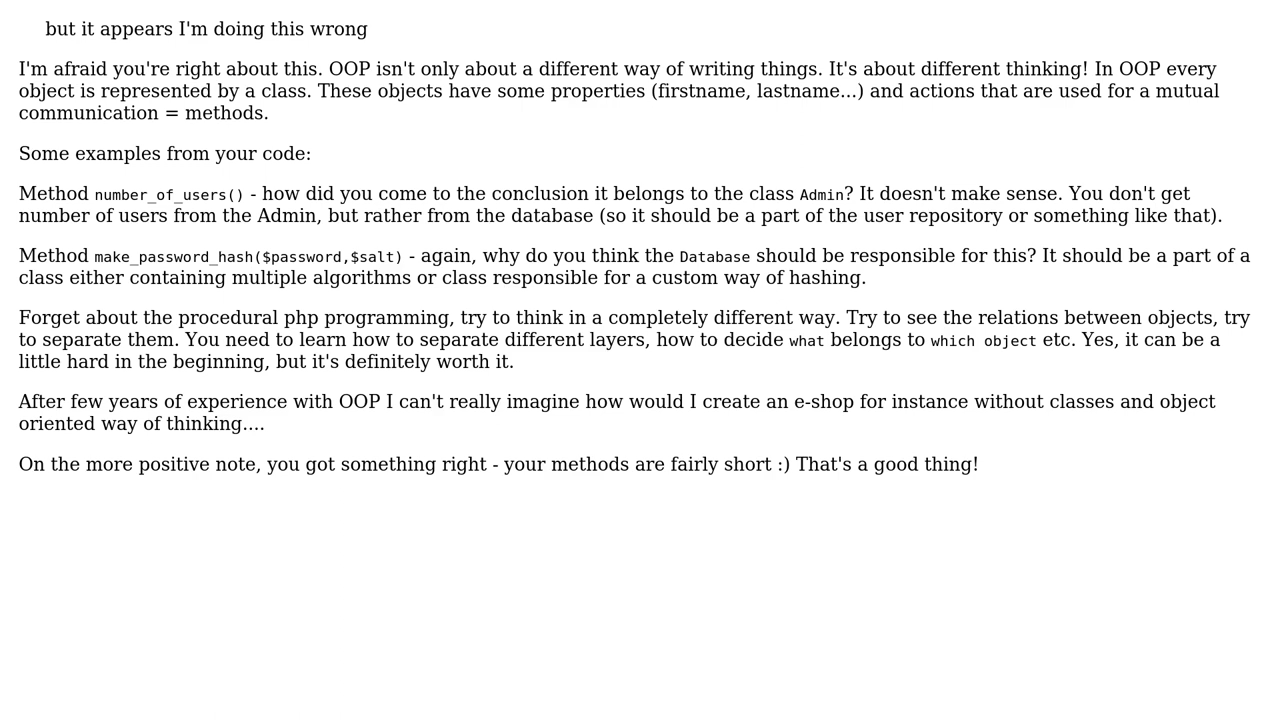 but it appears I'm doing this wrong
I'm afraid you're right about this. OOP isn't only about a different way of writing things. It's about different thinking! In OOP every
object is represented by a class. These objects have some properties (firstname, lastname...) and actions that are used for a mutual
communication = methods.
Some examples from your code:
Method number_of_users() - how did you come to the conclusion it belongs to the class Admin? It doesn't make sense. You don't get
number of users from the Admin, but rather from the database (so it should be a part of the user repository or something like that).
Method make_password_hash($password,$salt) - again, why do you think the Database should be responsible for this? It should be a part of a
class either containing multiple algorithms or class responsible for a custom way of hashing.
Forget about the procedural php programming, try to think in a completely different way. Try to see the relations between objects, try
to separate them. You need to learn how to separate different layers, how to decide what belongs to which object etc. Yes, it can be a
little hard in the beginning, but it's definitely worth it.
After few years of experience with OOP I can't really imagine how would I create an e-shop for instance without classes and object
oriented way of thinking....
On the more positive note, you got something right - your methods are fairly short :) That's a good thing!